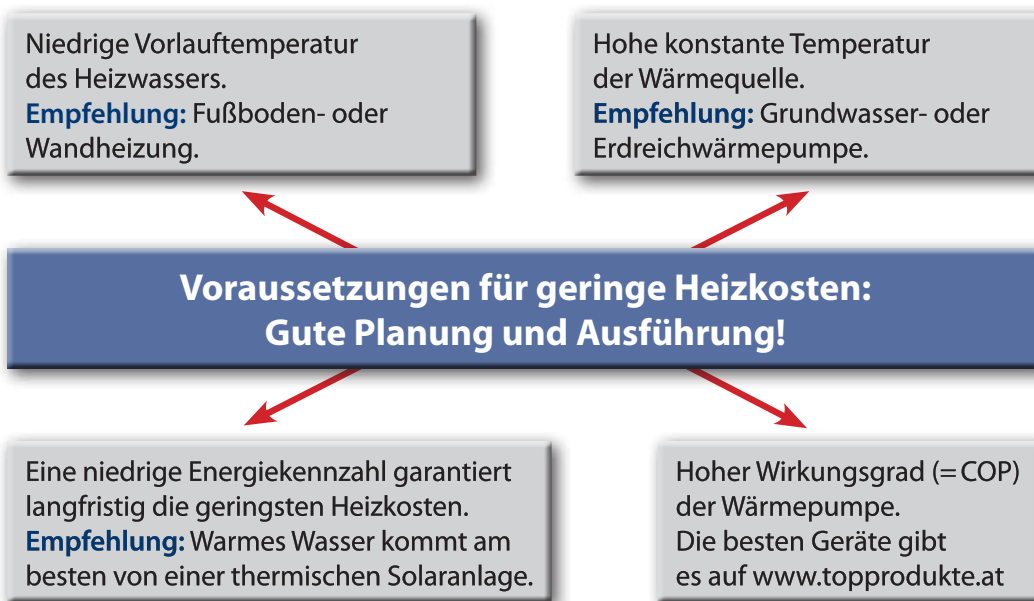 Niedrige Vorlauftemperatur
des Heizwassers.
Empfehlung: Fußboden- oder
Wandheizung.
Hohe konstante Temperatur
der Wärmequelle.
Empfehlung: Grundwasser- oder
Erdreichwärmepumpe.
Voraussetzungen für geringe Heizkosten:
Gute Planung und Ausführung!
Eine niedrige Energiekennzahl garantiert
langfristig die geringsten Heizkosten.
Empfehlung: Warmes Wasser kommt am
besten von einer thermischen Solaranlage.
Hoher Wirkungsgrad (=COP)
der Wärmepumpe.
Die besten Geräte gibt
es auf www.topprodukte.at